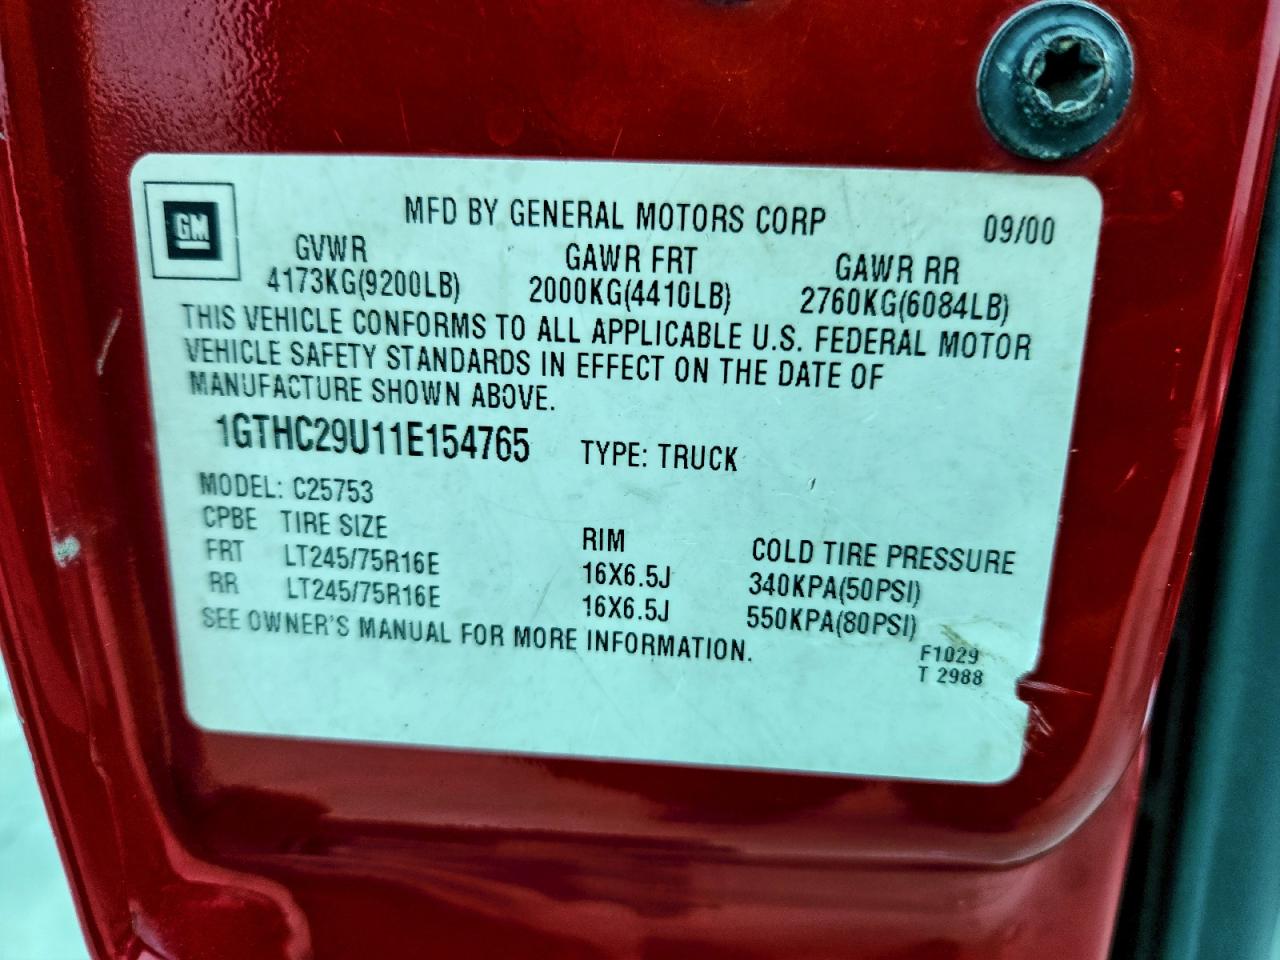 GM
MFD BY GENERAL MOTORS CORP 09/00
GVWR GAWR FRT GAWR RR
4173KG(9200LB) 2000KG(4410LB) 2760KG(6084LB)
THIS VEHICLE CONFORMS TO ALL APPLICABLE U.S. FEDERAL MOTOR
VEHICLE SAFETY STANDARDS IN EFFECT ON THE DATE OF
MANUFACTURE SHOWN ABOVE.
1GTHC29U11E154765 TYPE: TRUCK
MODEL: C25753
CPBE TIRE SIZE RIM COLD TIRE PRESSURE
FRT LT245/75R16E 16X6.5J 340KPA(50PSI)
RR LT245/75R16E 16X6.5J 550KPA(80PSI)
SEE OWNER'S MANUAL FOR MORE INFORMATION.
F1029
T 2988